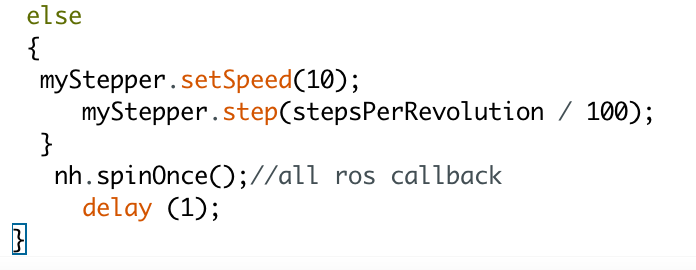 else
{
myStepper.setSpeed(10);
myStepper.step(stepsPerRevolution / 100);
}
nh.spinOnce();//all ros callback
delay (1);
}